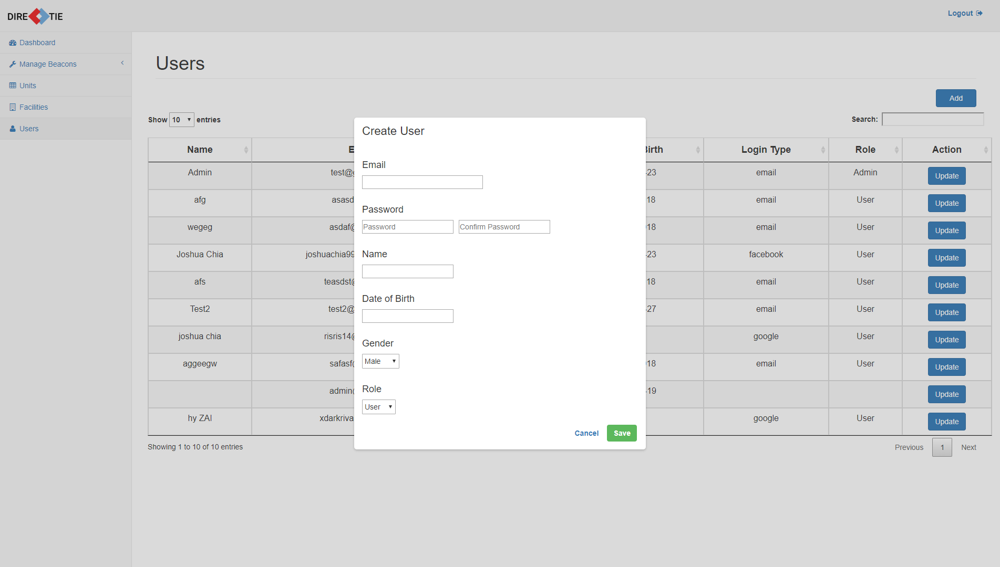 DIRE TIE
Logout
Dashboard
Manage Beacons
Units
Facilities
Users
Users
Add
Show 10 entries
Search:
Name E Birth Login Type Role Action
Admin test@ -23 email Admin Update
afg asasd 18 email User Update
wegeg asdaf@ 18 email User Update
Joshua Chia joshuachia99 -23 facebook User Update
afs teasdst@ 18 email User Update
Test2 test2@ -27 email User Update
joshua chia risris14@ google User Update
aggeegw safasf@ 18 email User Update
admin@ -19 Update
hy ZAI xdarkriva google User Update
Showing 1 to 10 of 10 entries
Previous 1 Next
Create User
Email
Password
Password Confirm Password
Name
Date of Birth
Gender
Male
Role
User
Cancel Save